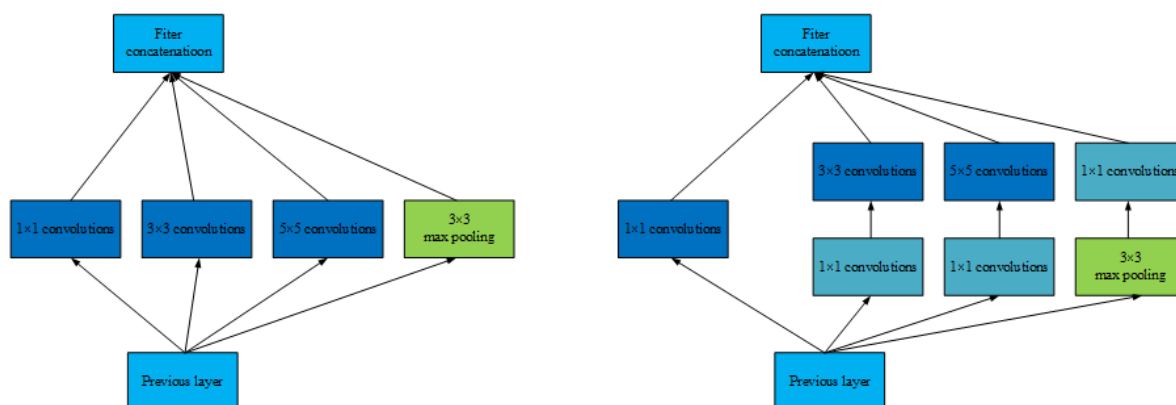 Fiter
concatenatioon
1×1 convolutions
3×3 convolutions
5×5 convolutions
3×3
max pooling
Previous layer
Fiter
concatenatioon
3×3 convolutions
5×5 convolutions
1×1 convolutions
1×1 convolutions
1×1 convolutions
1×1 convolutions
3×3
max pooling
Previous layer